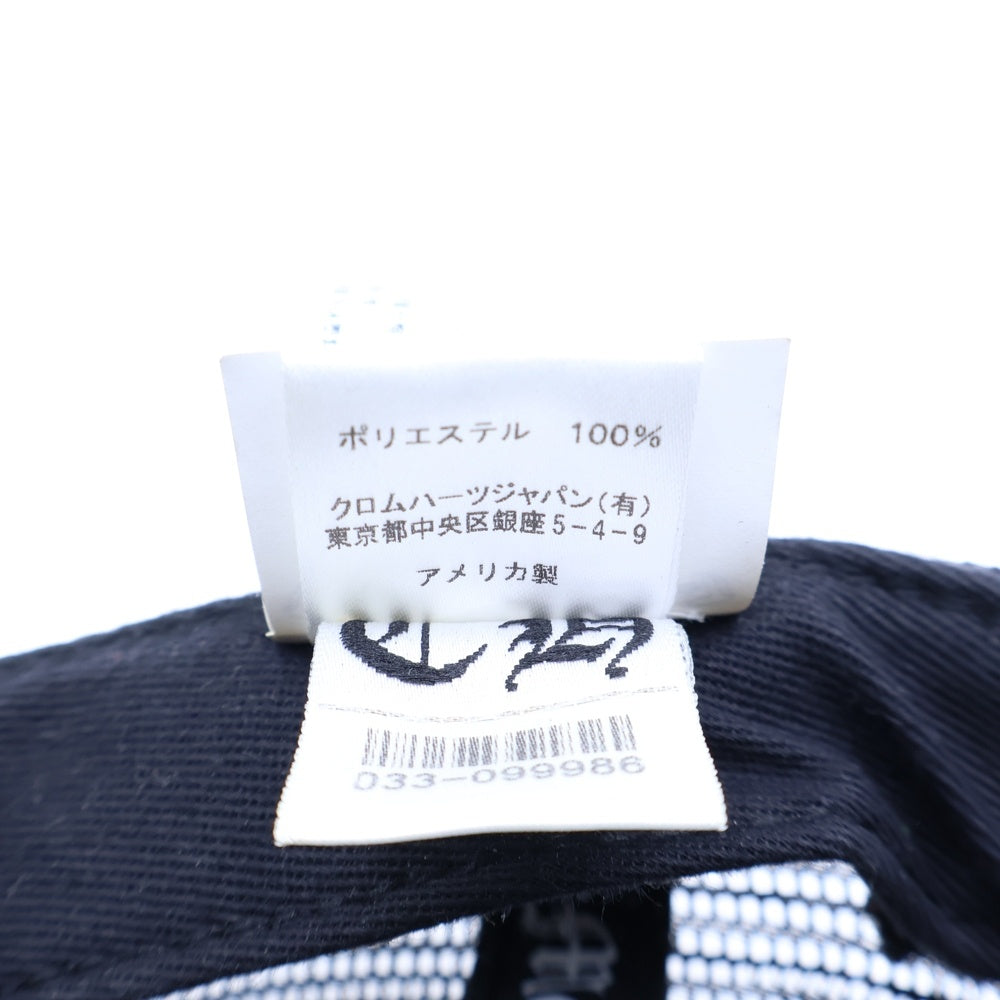 ポリエステル 100%
クロムハーツジャパン(有)
東京都中央区銀座5-4-9
アメリカ製
CH
033-099986